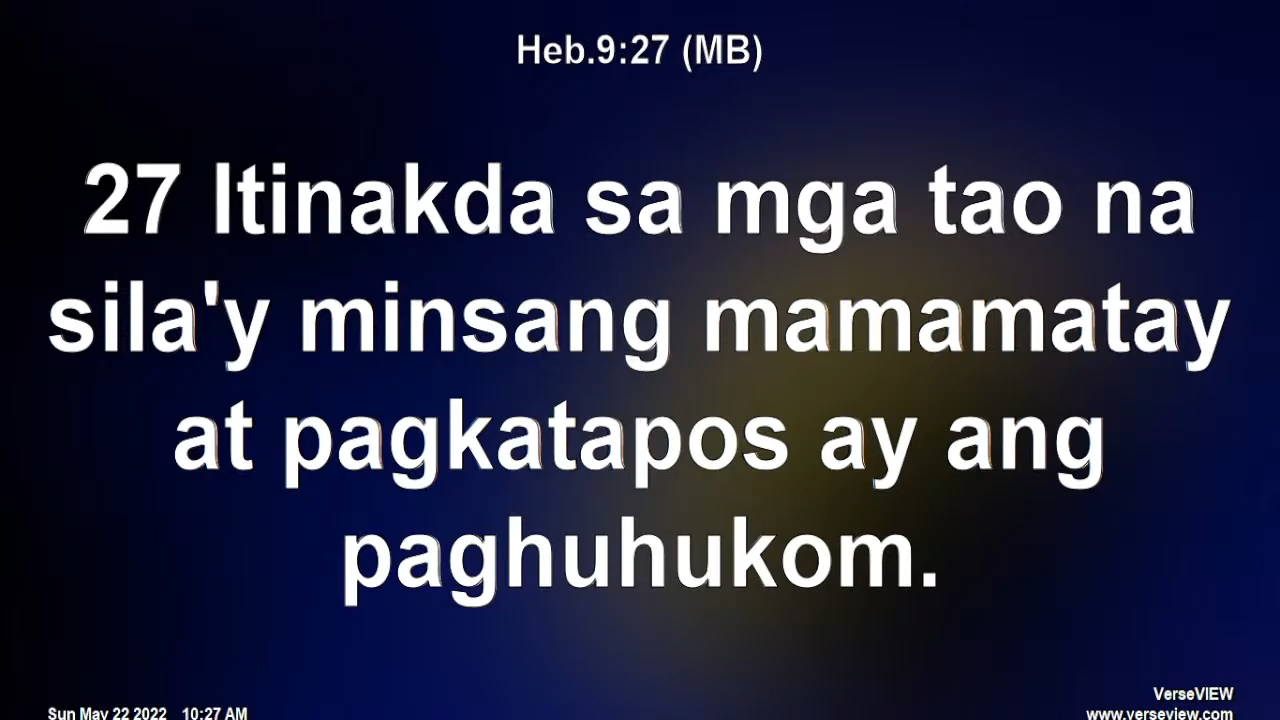 Heb.9:27 (MB)
27 Itinakda sa mga tao na
sila'y minsang mamamatay
at pagkatapos ay ang
paghuhukom.
VerseVIEW
Sun May 22 2022 10:27 AM
www.verseview.com